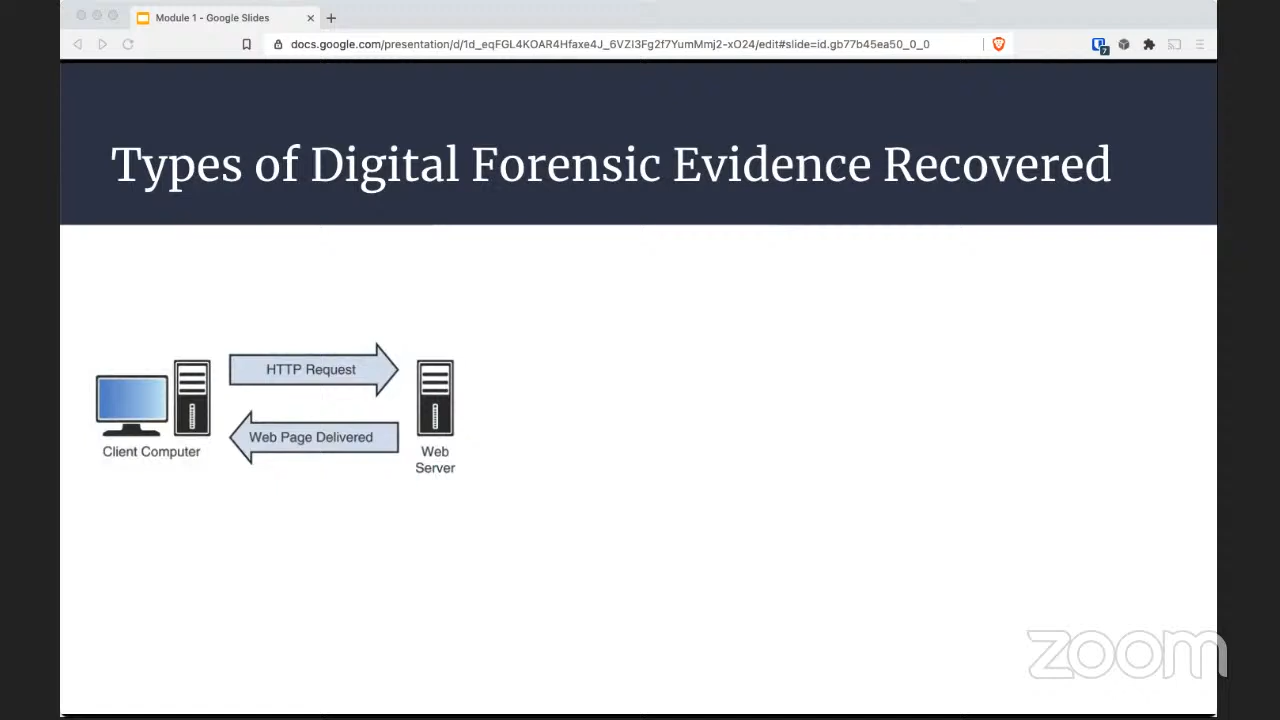 Module 1 - Google Slides
docs.google.com/presentation/d/1d_eqFGL4KOAR4Hfaxe4J_6VZI3Fg2f7YumMmj2-xO24/edit#slide=id.gb77b45ea50_0_0
7
Types of Digital Forensic Evidence Recovered
HTTP Request
Web Page Delivered
Client Computer
Web
Server
zoom